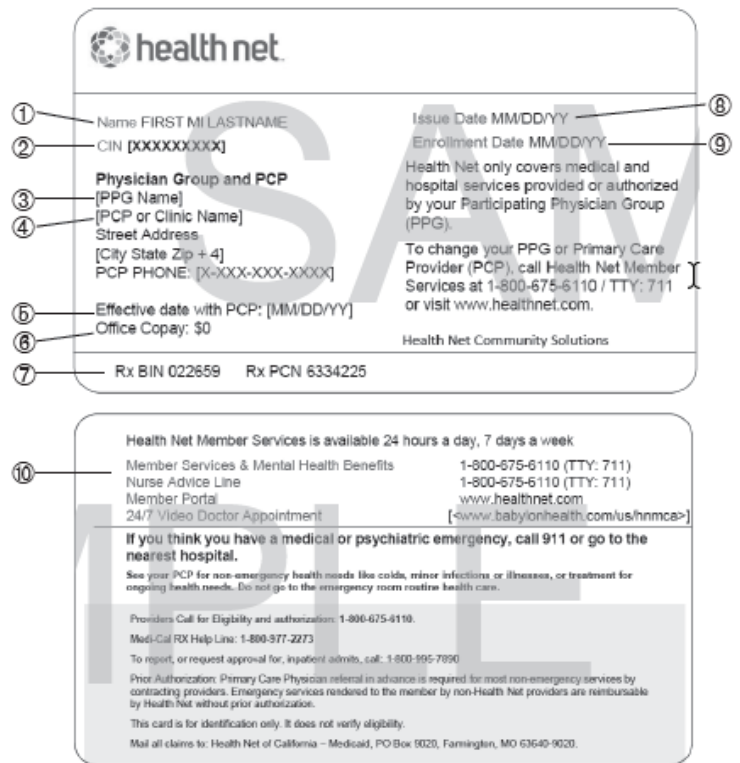 health net.
① Name FIRST MI LASTNAME
② CIN [XXXXXXXXX]
Physician Group and PCP
③ [PPG Name]
④ [PCP or Clinic Name]
Street Address
[City State Zip + 4]
PCP PHONE: [X-XXX-XXX-XXXX]
⑤ Effective date with PCP: [MM/DD/YY]
⑥ Office Copay: $0
⑧ Issue Date MM/DD/YY
⑨ Enrollment Date MM/DD/YY
Health Net only covers medical and
hospital services provided or authorized
by your Participating Physician Group
(PPG).
To change your PPG or Primary Care
Provider (PCP), call Health Net Member
Services at 1-800-675-6110 / TTY: 711
or visit www.healthnet.com.
Health Net Community Solutions
⑦ Rx BIN 022659 Rx PCN 6334225
SAM
Health Net Member Services is available 24 hours a day, 7 days a week
⑩ Member Services & Mental Health Benefits 1-800-675-6110 (TTY: 711)
Nurse Advice Line 1-800-675-6110 (TTY: 711)
Member Portal www.healthnet.com
24/7 Video Doctor Appointment [<www.babylonhealth.com/us/hnmca>]
If you think you have a medical or psychiatric emergency, call 911 or go to the
nearest hospital.
See your PCP for non-emergency health needs like colds, minor infections or illnesses, or treatment for
ongoing health needs. Do not go to the emergency room routine health care.
Providers Call for Eligibility and authorization: 1-800-675-6110.
Medi-Cal RX Help Line: 1-800-977-2273
To report, or request approval for, inpatient admits, call: 1-800-995-7890
Prior Authorization: Primary Care Physician referral in advance is required for most non-emergency services by
contracting providers. Emergency services rendered to the member by non-Health Net providers are reimbursable
by Health Net without prior authorization.
This card is for identification only. It does not verify eligibility.
Mail all claims to: Health Net of California – Medicaid, PO Box 9020, Farmington, MO 63640-9020.
MPLE